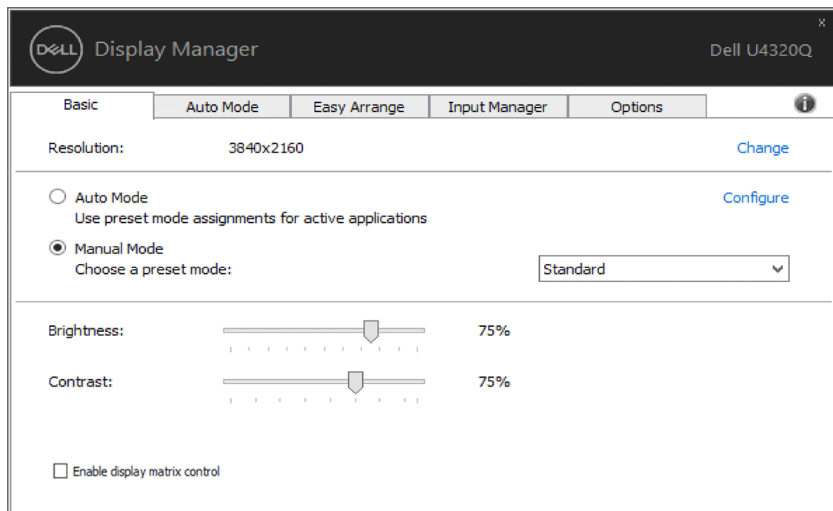 x
DELL Display Manager
Dell U4320Q
Basic Auto Mode Easy Arrange Input Manager Options i
Resolution: 3840x2160 Change
Auto Mode Configure
Use preset mode assignments for active applications
Manual Mode
Choose a preset mode: Standard
Brightness: 75%
Contrast: 75%
Enable display matrix control